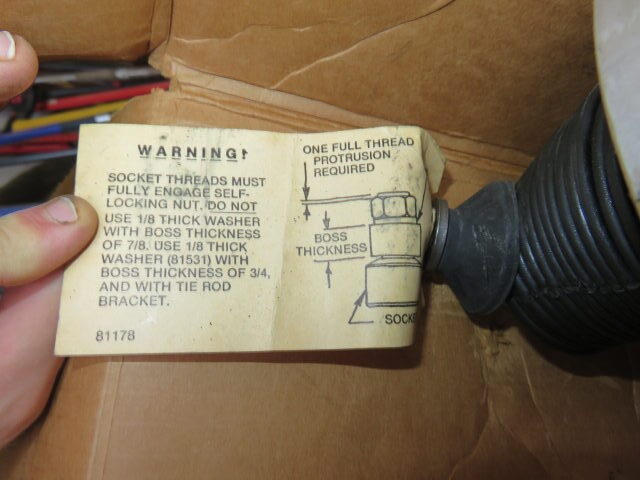 WARNING!
SOCKET THREADS MUST
FULLY ENGAGE SELF-
LOCKING NUT. DO NOT
USE 1/8 THICK WASHER
WITH BOSS THICKNESS
OF 7/8. USE 1/8 THICK
WASHER (81531) WITH
BOSS THICKNESS OF 3/4,
AND WITH TIE ROD
BRACKET.
81178
ONE FULL THREAD
PROTRUSION
REQUIRED
BOSS
THICKNESS
SOCKE